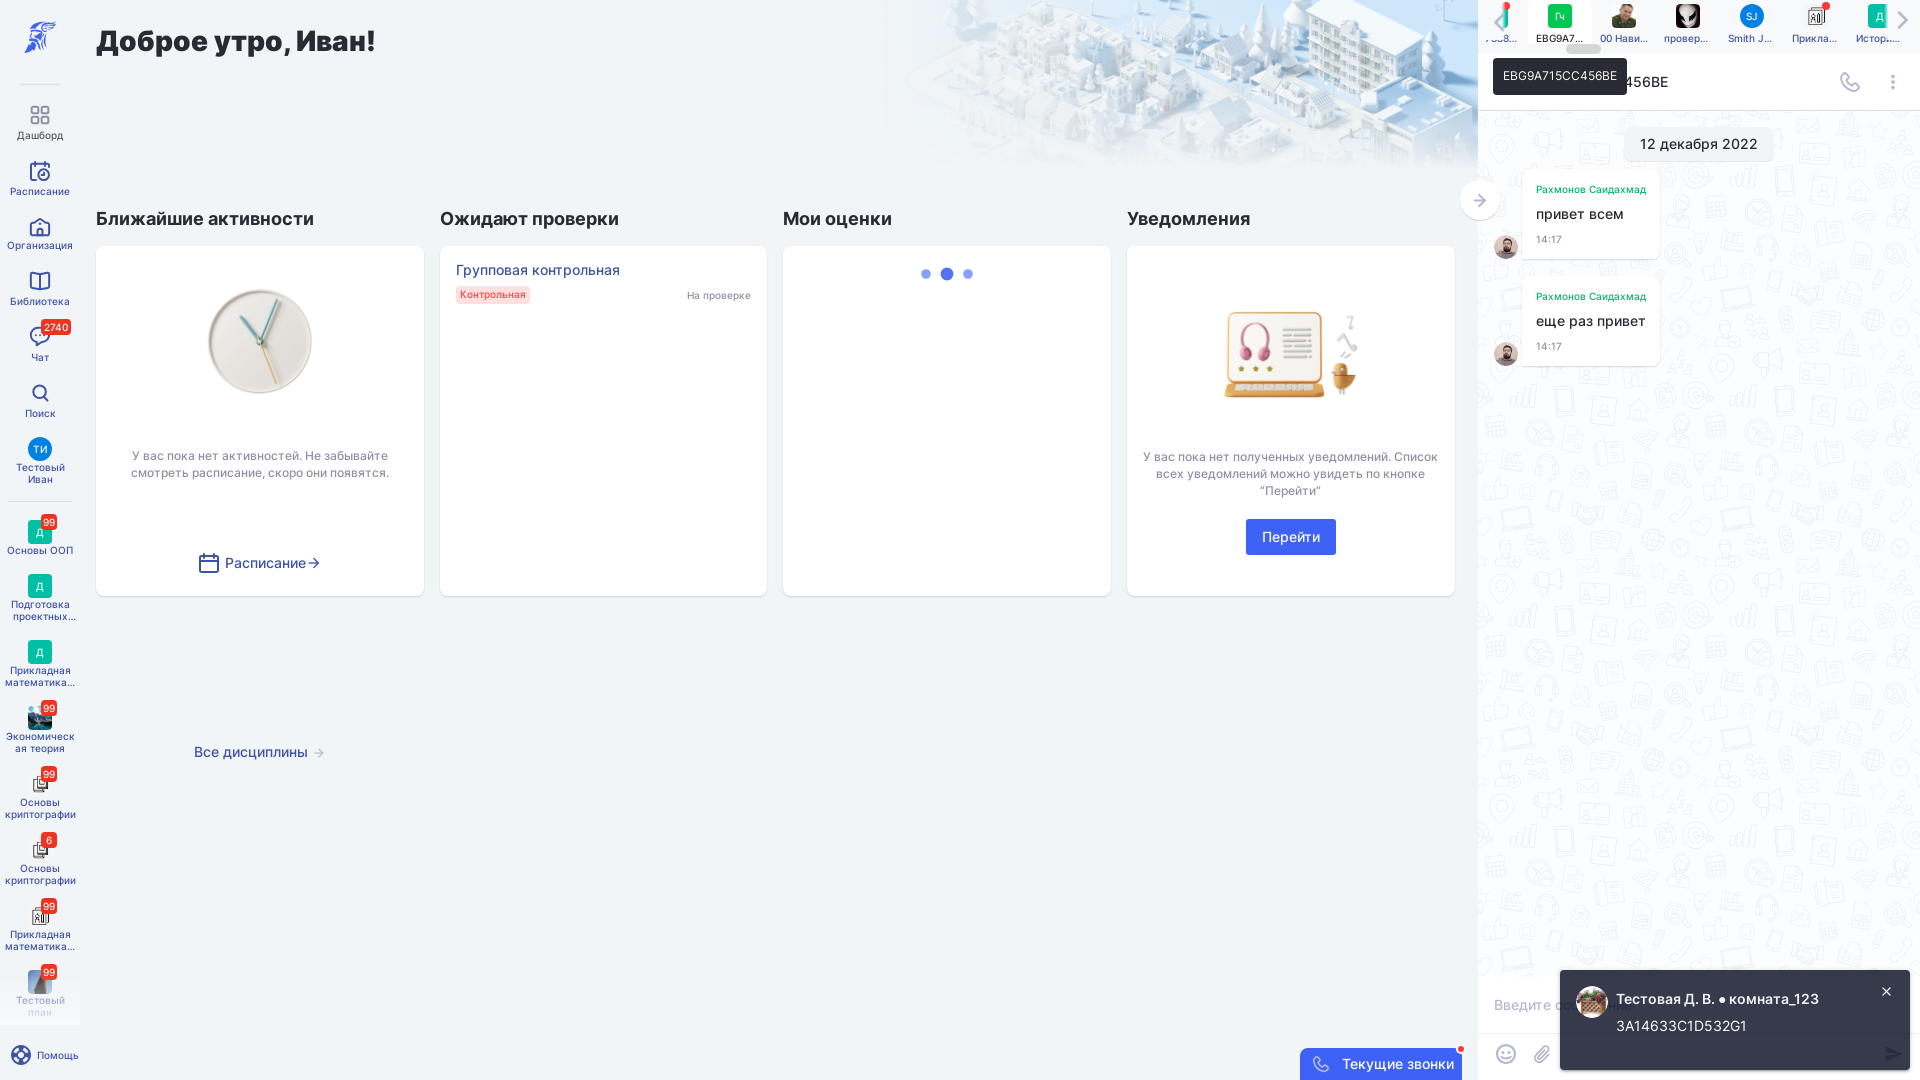 Доброе утро, Иван!
Дашборд
Расписание
Организация
Библиотека
2740
Чат
Поиск
ТИ
Тестовый
Иван
99
Д
Основы ООП
Д
Подготовка
проектных...
Д
Прикладная
математика...
99
Экономическ
ая теория
99
Основы
криптографии
6
Основы
криптографии
99
Прикладная
математика...
99
Тестовый
план
Помощь
Ближайшие активности
У вас пока нет активностей. Не забывайте
смотреть расписание, скоро они появятся.
Расписание
Ожидают проверки
Групповая контрольная
Контрольная
На проверке
Мои оценки
Уведомления
У вас пока нет полученных уведомлений. Список
всех уведомлений можно увидеть по кнопке
“Перейти”
Перейти
Все дисциплины
Гч
SJ
Д
EBG9A7...
00 Нави...
провер...
Smith J...
Прикла...
Истори...
EBG9A715CC456BE
456BE
12 декабря 2022
Рахмонов Саидахмад
привет всем
14:17
Рахмонов Саидахмад
еще раз привет
14:17
Введите со
Тестовая Д. В. ● комната_123
3A14633C1D532G1
Текущие звонки